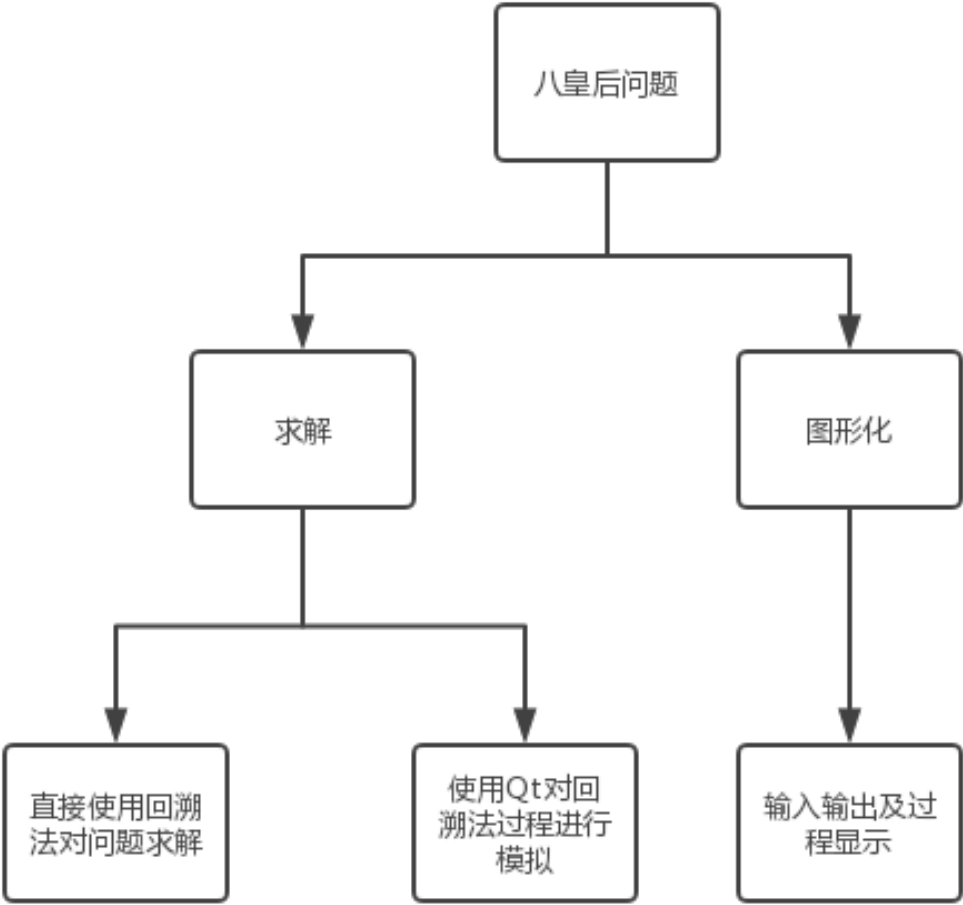 八皇后问题
求解
图形化
直接使用回溯
法对问题求解
使用Qt对回
溯法过程进行
模拟
输入输出及过
程显示